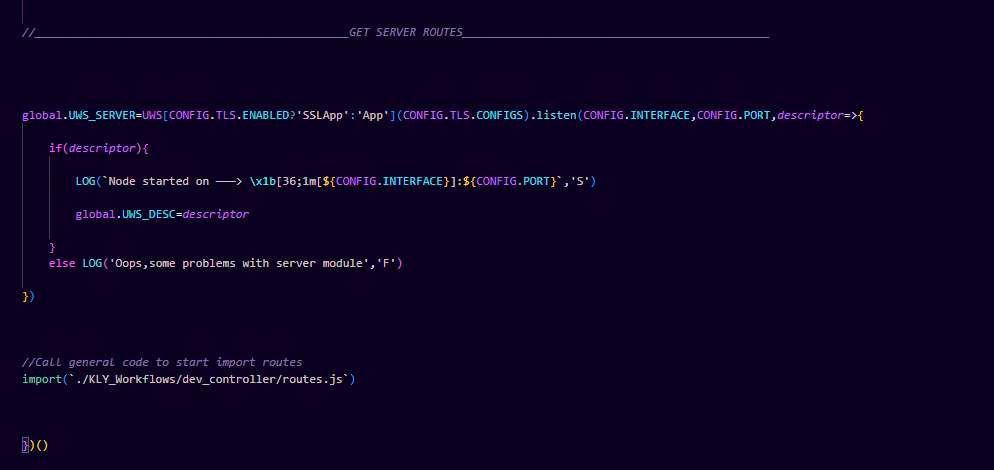 //________________________________________________GET SERVER ROUTES_______________________________________________
global.UWS_SERVER=UWS[CONFIG.TLS.ENABLED?'SSLApp':'App'](CONFIG.TLS.CONFIGS).listen(CONFIG.INTERFACE,CONFIG.PORT,descriptor=>{
if(descriptor){
LOG(`Node started on ———> \x1b[36;1m[${CONFIG.INTERFACE}]:${CONFIG.PORT}`,'S')
global.UWS_DESC=descriptor
}
else LOG('Oops,some problems with server module','F')
})
//Call general code to start import routes
import(`./KLY_Workflows/dev_controller/routes.js`)
})()